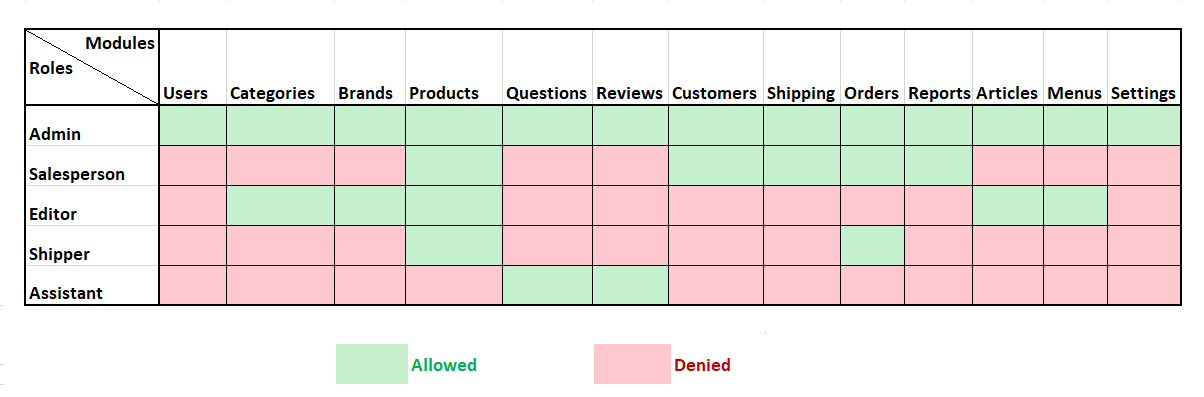 Modules
Roles
Users Categories Brands Products Questions Reviews Customers Shipping Orders Reports Articles Menus Settings
Admin
Salesperson
Editor
Shipper
Assistant
Allowed Denied